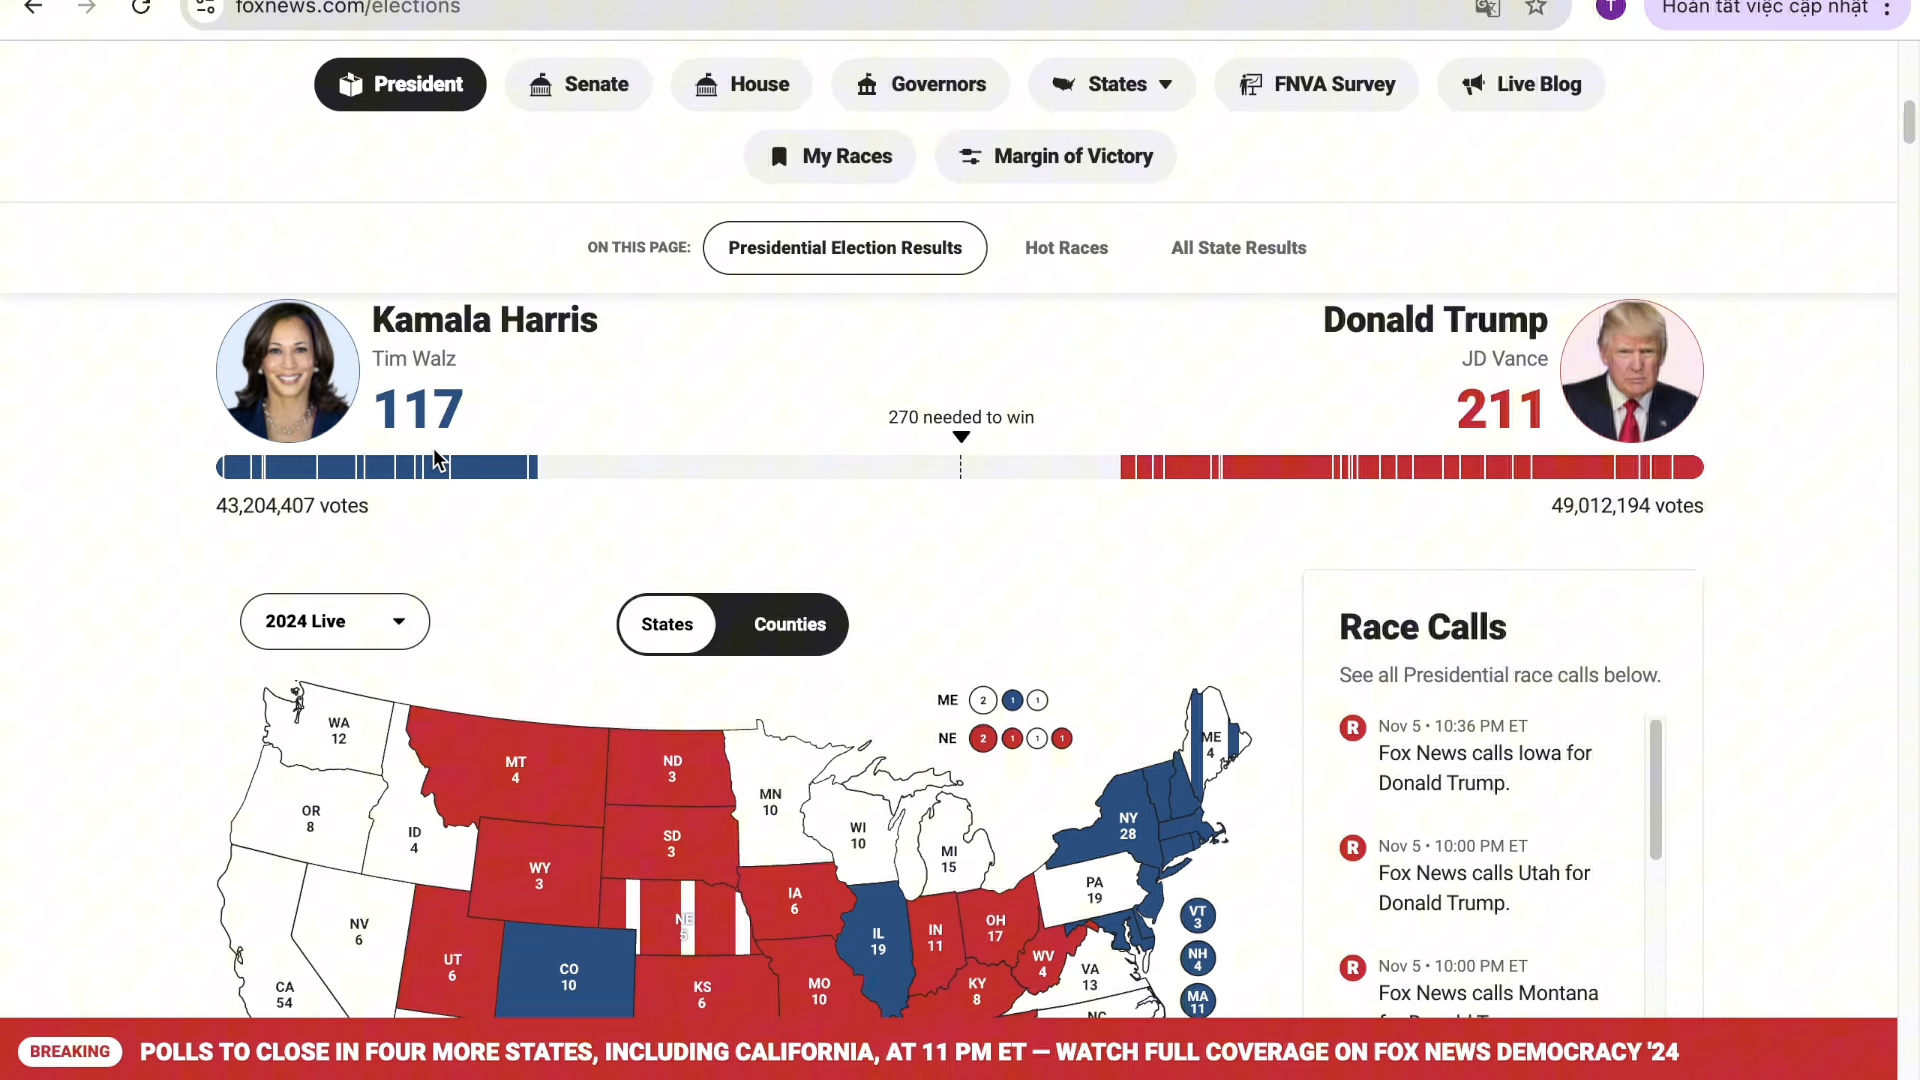 foxnews.com/elections
T
Hoàn tất việc cập nhật
President
Senate
House
Governors
States
FNVA Survey
Live Blog
My Races
Margin of Victory
ON THIS PAGE:
Presidential Election Results
Hot Races
All State Results
Kamala Harris
Tim Walz
117
Donald Trump
JD Vance
211
270 needed to win
43,204,407 votes
49,012,194 votes
2024 Live
States
Counties
Race Calls
See all Presidential race calls below.
R
Nov 5 • 10:36 PM ET
Fox News calls Iowa for
Donald Trump.
R
Nov 5 • 10:00 PM ET
Fox News calls Utah for
Donald Trump.
R
Nov 5 • 10:00 PM ET
Fox News calls Montana
ME 2 1 1
NE 2 1 1 1
WA
12
MT
4
ND
3
MN
10
ME
4
OR
8
ID
4
SD
3
WI
10
MI
15
NY
28
WY
3
IA
6
PA
19
NV
6
NE
5
IL
19
IN
11
OH
17
VT
3
UT
6
CO
10
WV
4
NH
4
CA
54
KS
6
MO
10
KY
8
VA
13
MA
11
NC
BREAKING
POLLS TO CLOSE IN FOUR MORE STATES, INCLUDING CALIFORNIA, AT 11 PM ET — WATCH FULL COVERAGE ON FOX NEWS DEMOCRACY '24